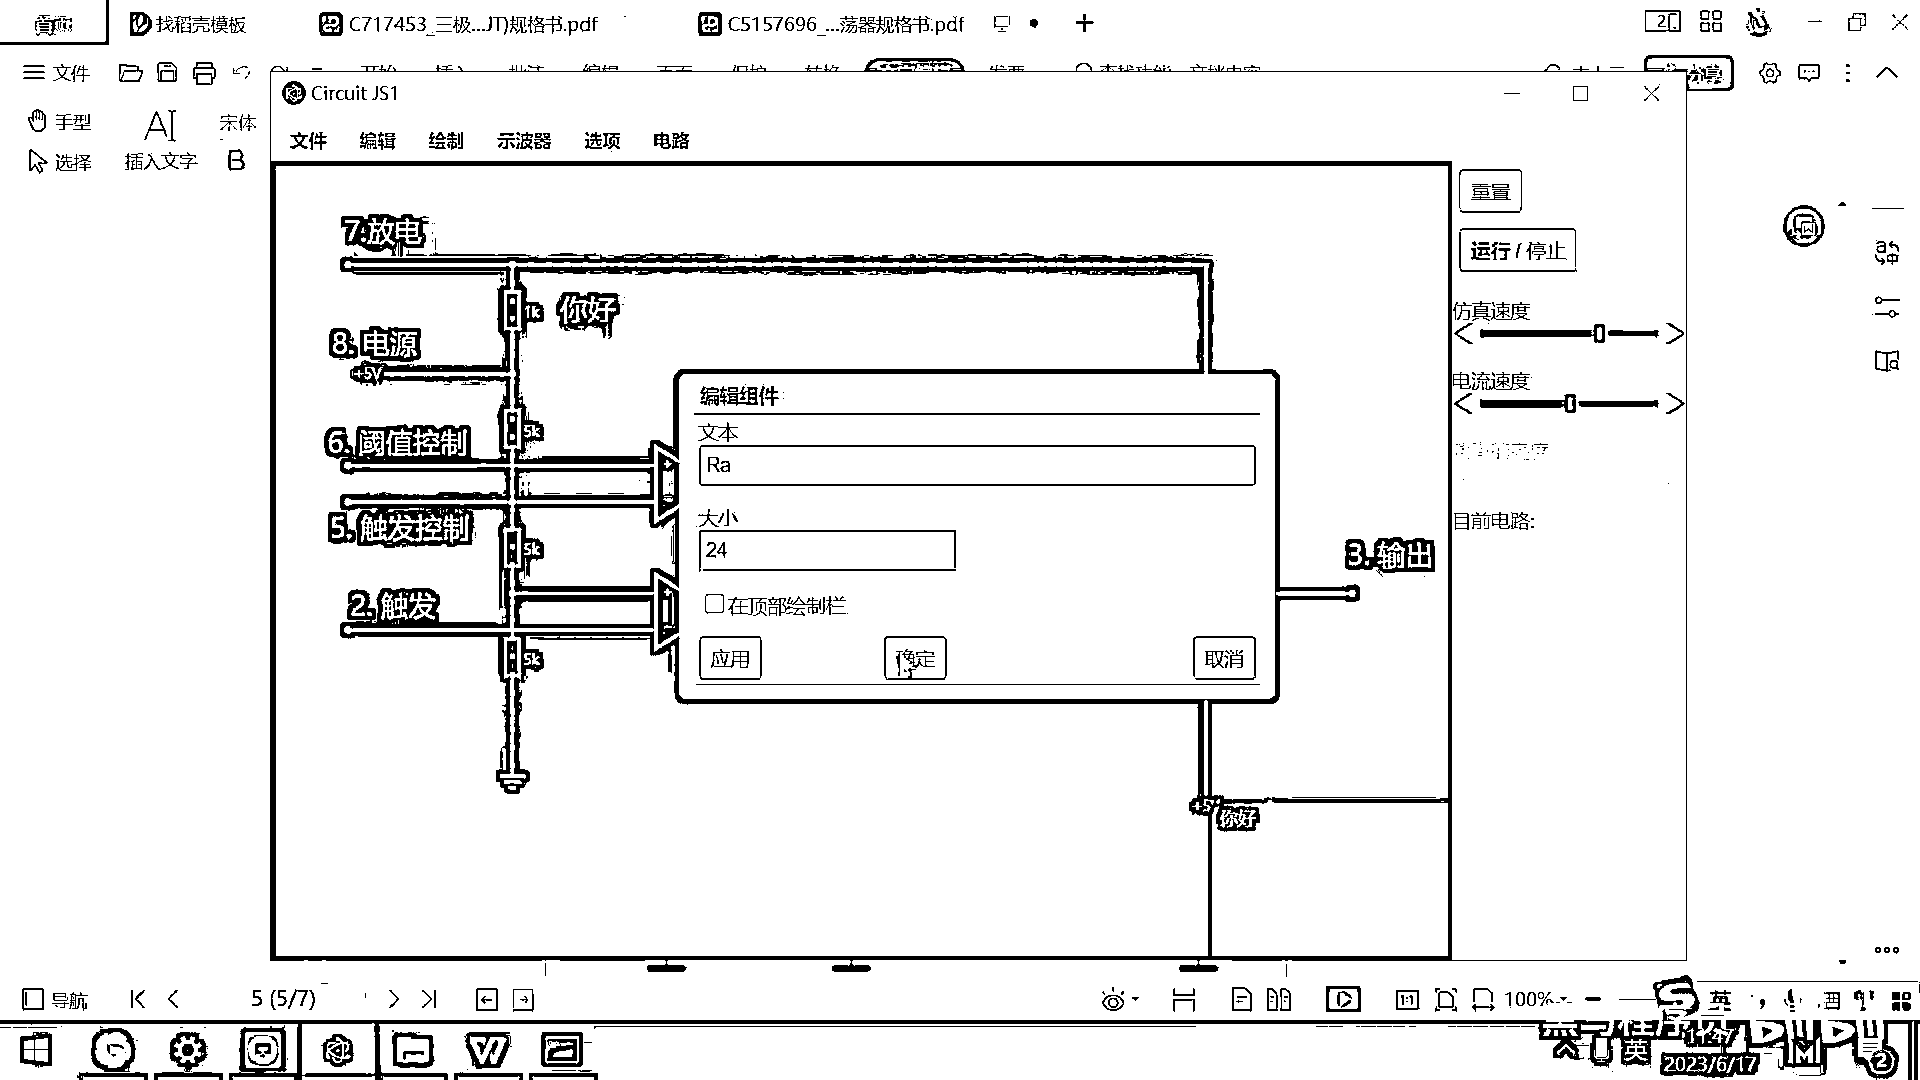 首页 找稻壳模板 C717453_三极...JT)规格书.pdf C5157696_...荡器规格书.pdf +
文件
Circuit JS1
手型 宋体
选择 插入文字 B
文件 编辑 绘制 示波器 选项 电路
重置
运行 / 停止
仿真速度
电流速度
目前电路:
7.放电
1k 你好
8. 电源
+5V
5k
6. 阈值控制
5. 触发控制
5k
2. 触发
5k
编辑组件
文本
Ra
大小
24
在顶部绘制栏
应用 确定 取消
3. 输出
+5V
你好
导航 5 (5/7) 1:1 100% 英
英
11:47
2023/6/17
2